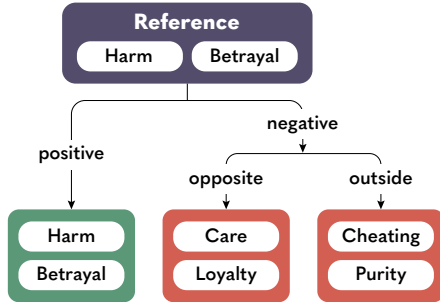 Reference
Harm Betrayal
negative
positive
opposite outside
Harm Care Cheating
Betrayal Loyalty Purity